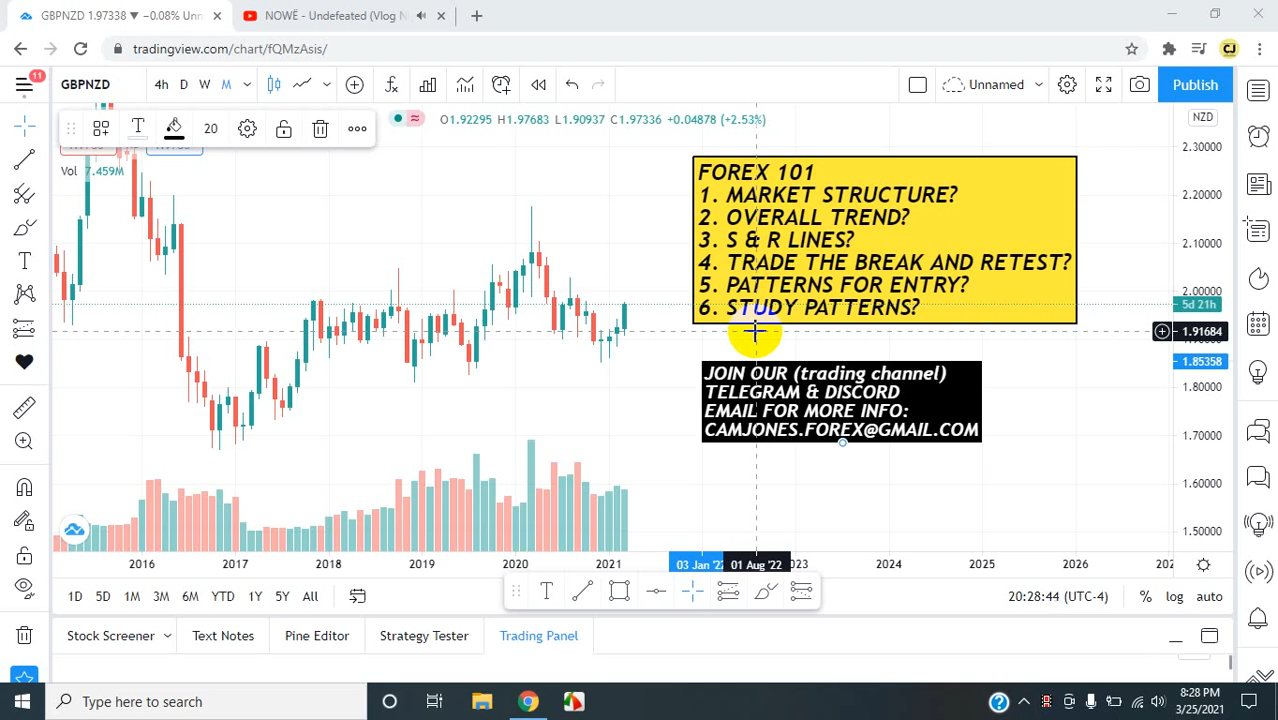 GBPNZD 1.97338 ▼ −0.08% Unn
NOWË - Undefeated (Vlog N
tradingview.com/chart/fQMzAsis/
CJ
11
GBPNZD
4h D W M
Unnamed
Publish
20
O1.92295 H1.97683 L1.90937 C1.97336 +0.04878 (+2.53%)
NZD
Vol 7.459M
2.30000
2.20000
2.10000
2.00000
5d 21h
1.91684
1.85358
1.80000
1.70000
1.60000
1.50000
FOREX 101
1. MARKET STRUCTURE?
2. OVERALL TREND?
3. S & R LINES?
4. TRADE THE BREAK AND RETEST?
5. PATTERNS FOR ENTRY?
6. STUDY PATTERNS?
JOIN OUR (trading channel)
TELEGRAM & DISCORD
EMAIL FOR MORE INFO:
CAMJONES.FOREX@GMAIL.COM
2016 2017 2018 2019 2020 2021 03 Jan '22 01 Aug '22 023 2024 2025 2026 202
1D 5D 1M 3M 6M YTD 1Y 5Y All
20:28:44 (UTC-4) % log auto
Stock Screener Text Notes Pine Editor Strategy Tester Trading Panel
Type here to search
8:28 PM
3/25/2021